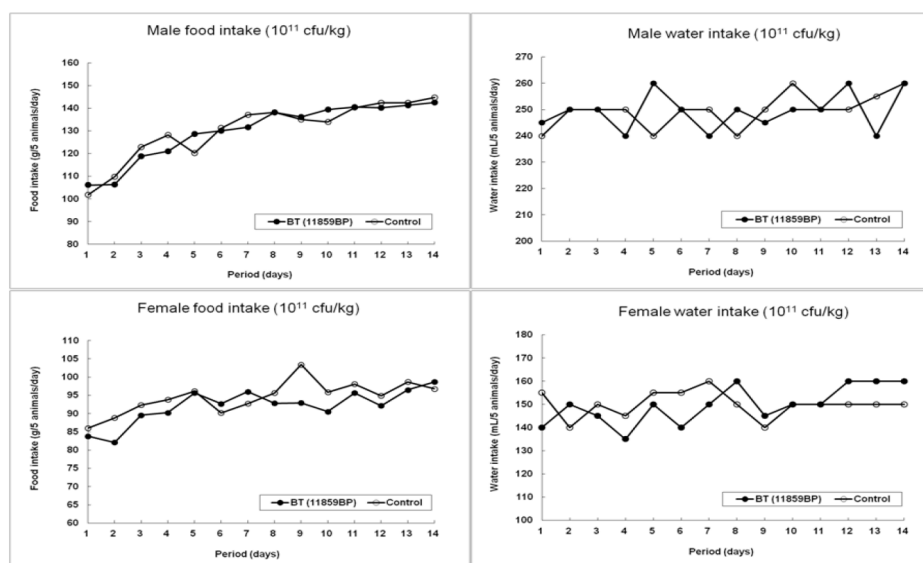 Male food intake (10¹¹ cfu/kg)
Food intake (g/5 animals/day)
160
150
140
130
120
110
100
90
80
BT (11859BP) Control
1 2 3 4 5 6 7 8 9 10 11 12 13 14
Period (days)
Male water intake (10¹¹ cfu/kg)
Water intake (mL/5 animals/day)
270
260
250
240
230
220
210
200
BT (11859BP) Control
1 2 3 4 5 6 7 8 9 10 11 12 13 14
Period (days)
Female food intake (10¹¹ cfu/kg)
Food intake (g/5 animals/day)
110
105
100
95
90
85
80
75
70
65
60
BT (11859BP) Control
1 2 3 4 5 6 7 8 9 10 11 12 13 14
Period (days)
Female water intake (10¹¹ cfu/kg)
Water intake (mL/5 animals/day)
180
170
160
150
140
130
120
110
100
BT (11859BP) Control
1 2 3 4 5 6 7 8 9 10 11 12 13 14
Period (days)